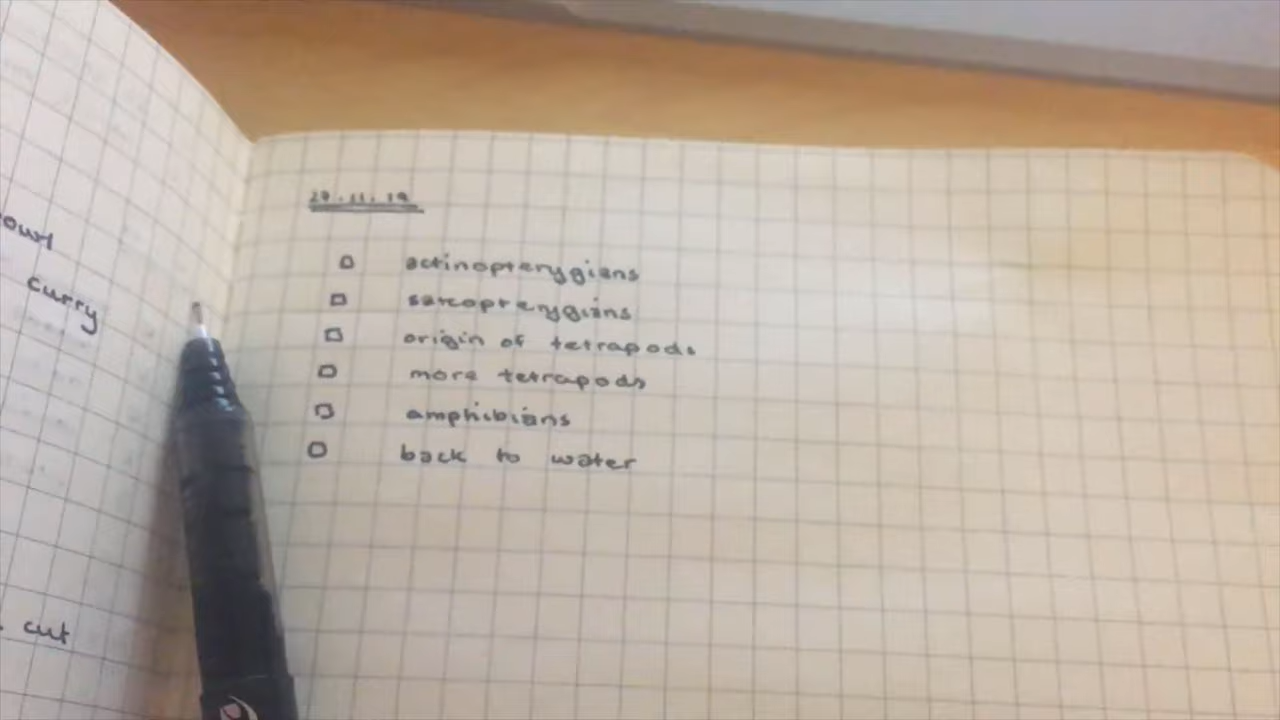 curry
cut
actinopterygians
sarcopterygians
origin of tetrapods
more tetrapods
amphibians
back to water